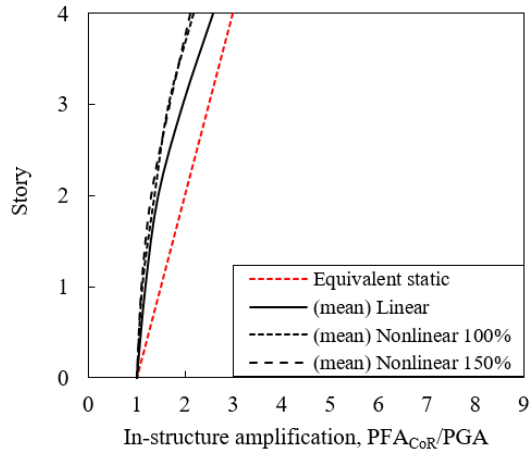 4
3
2
1
0
Story
Equivalent static
(mean) Linear
(mean) Nonlinear 100%
(mean) Nonlinear 150%
0 1 2 3 4 5 6 7 8 9
In-structure amplification, PFA_CoR/PGA